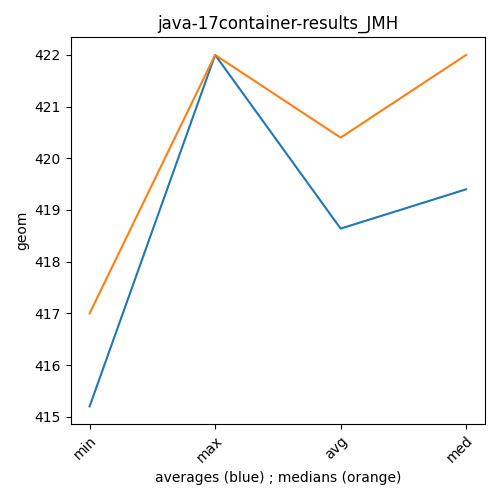 java-17container-results_JMH
422
421
420
419
418
417
416
415
geom
min
max
avg
med
averages (blue) ; medians (orange)